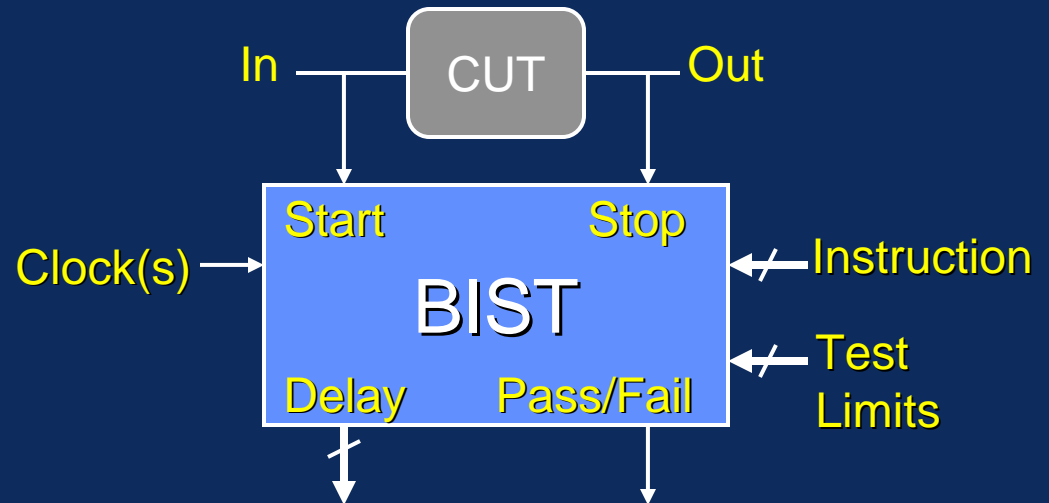 In
CUT
Out
Start
Stop
Clock(s)
Instruction
BIST
Test
Limits
Delay
Pass/Fail